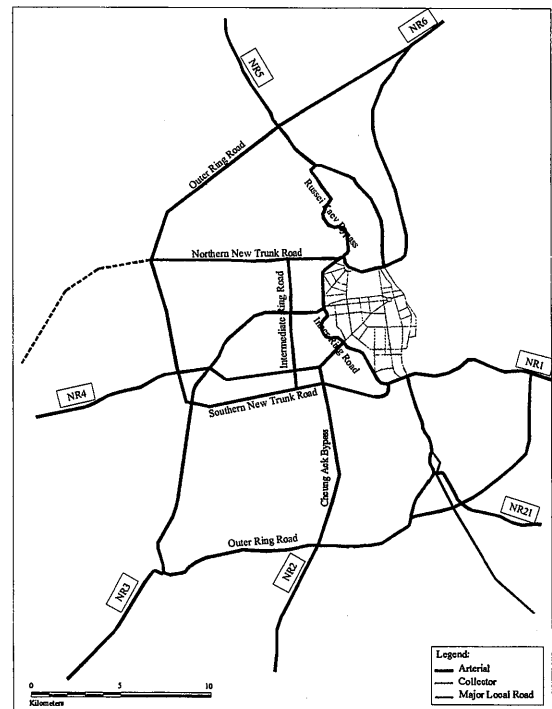 NR6
NR5
Outer Ring Road
Russei Kaev Bypass
Northern New Trunk Road
Intermediate Ring Road
Inner Ring Road
NR1
NR4
Southern New Trunk Road
Cheung Aek Bypass
NR21
Outer Ring Road
NR2
NR3
Legend:
Arterial
Collector
Major Local Road
0 5 10
Kilometers